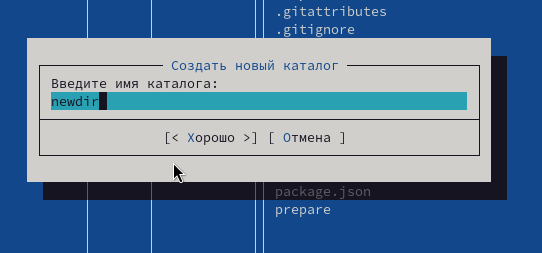 .gitattributes
.gitignore
Создать новый каталог
Введите имя каталога:
newdir
[< Хорошо >] [ Отмена ]
package.json
prepare